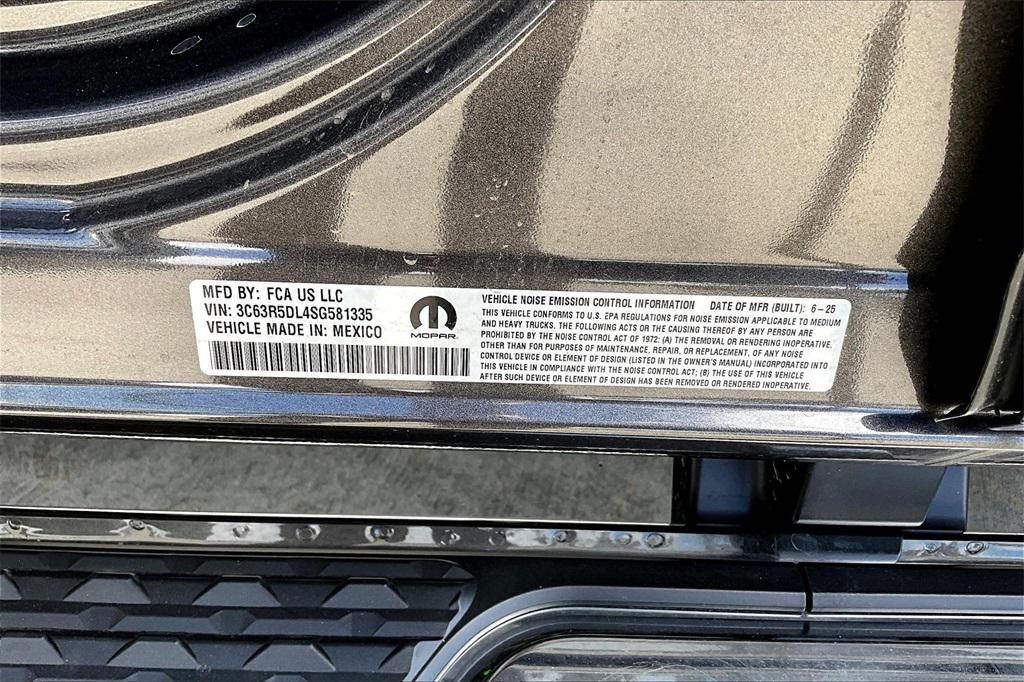 MFD BY: FCA US LLC
VIN: 3C63R5DL4SG581335
VEHICLE MADE IN: MEXICO
MOPAR
VEHICLE NOISE EMISSION CONTROL INFORMATION DATE OF MFR (BUILT): 6-25
THIS VEHICLE CONFORMS TO U.S. EPA REGULATIONS FOR NOISE EMISSION APPLICABLE TO MEDIUM
AND HEAVY TRUCKS. THE FOLLOWING ACTS OR THE CAUSING THEREOF BY ANY PERSON ARE
PROHIBITED BY THE NOISE CONTROL ACT OF 1972: (A) THE REMOVAL OR RENDERING INOPERATIVE,
OTHER THAN FOR PURPOSES OF MAINTENANCE, REPAIR, OR REPLACEMENT, OF ANY NOISE
CONTROL DEVICE OR ELEMENT OF DESIGN (LISTED IN THE OWNER'S MANUAL) INCORPORATED INTO
THIS VEHICLE IN COMPLIANCE WITH THE NOISE CONTROL ACT; (B) THE USE OF THIS VEHICLE
AFTER SUCH DEVICE OR ELEMENT OF DESIGN HAS BEEN REMOVED OR RENDERED INOPERATIVE.